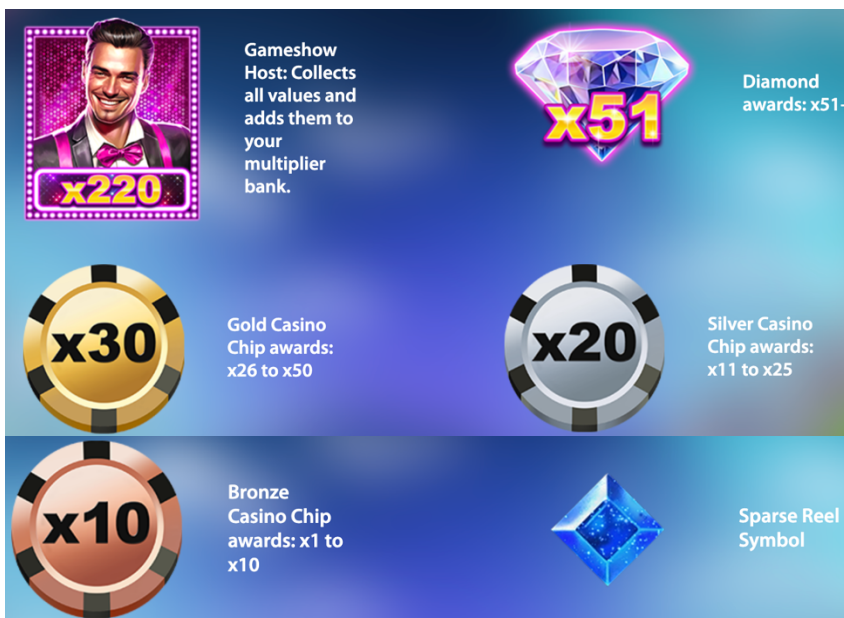 Gameshow
Host: Collects
all values and
adds them to
your
multiplier
bank.
x220
Diamond
awards: x51-
x51
x30
Gold Casino
Chip awards:
x26 to x50
x20
Silver Casino
Chip awards:
x11 to x25
x10
Bronze
Casino Chip
awards: x1 to
x10
Sparse Reel
Symbol